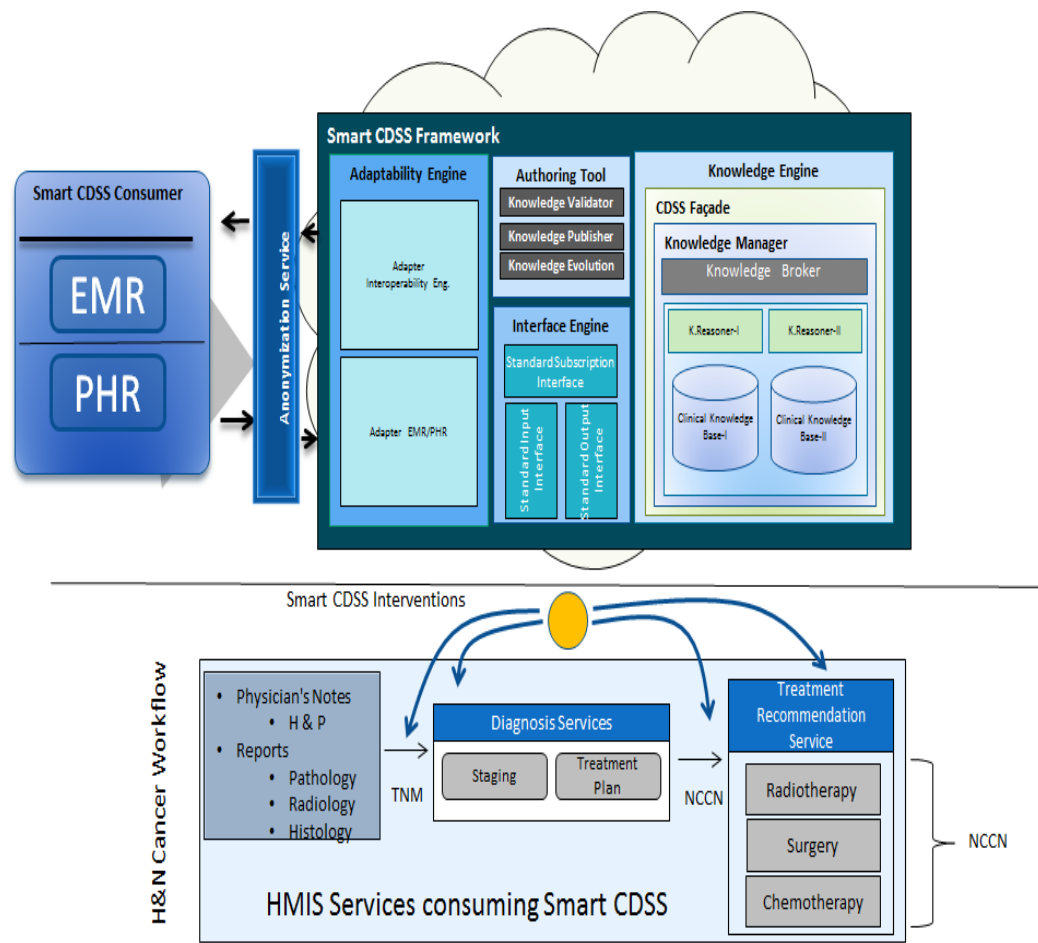 Smart CDSS Consumer
EMR
PHR
Anonymization Service
Smart CDSS Framework
Adaptability Engine
Adapter
Interoperability Eng.
Adapter EMR/PHR
Authoring Tool
Knowledge Validator
Knowledge Publisher
Knowledge Evolution
Interface Engine
Standard Subscription
Interface
Standard Input
Interface
Standard Output
Interface
Knowledge Engine
CDSS Façade
Knowledge Manager
Knowledge Broker
K.Reasoner-I
K.Reasoner-II
Clinical Knowledge
Base-I
Clinical Knowledge
Base-II
Smart CDSS Interventions
H&N Cancer Workflow
• Physician's Notes
• H & P
• Reports
• Pathology
• Radiology
• Histology
TNM
Diagnosis Services
Staging
Treatment
Plan
NCCN
Treatment
Recommendation
Service
Radiotherapy
Surgery
Chemotherapy
NCCN
HMIS Services consuming Smart CDSS